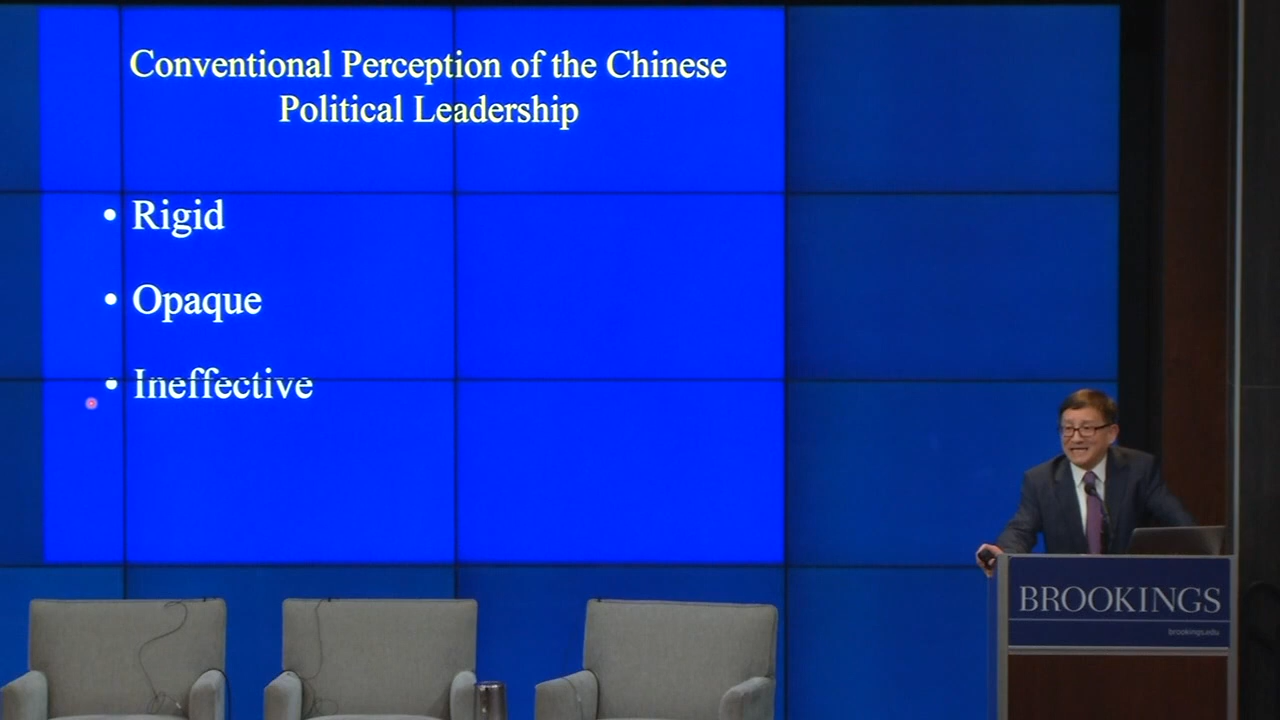 Conventional Perception of the Chinese
Political Leadership
• Rigid
• Opaque
• Ineffective
BROOKINGS
brookings.edu